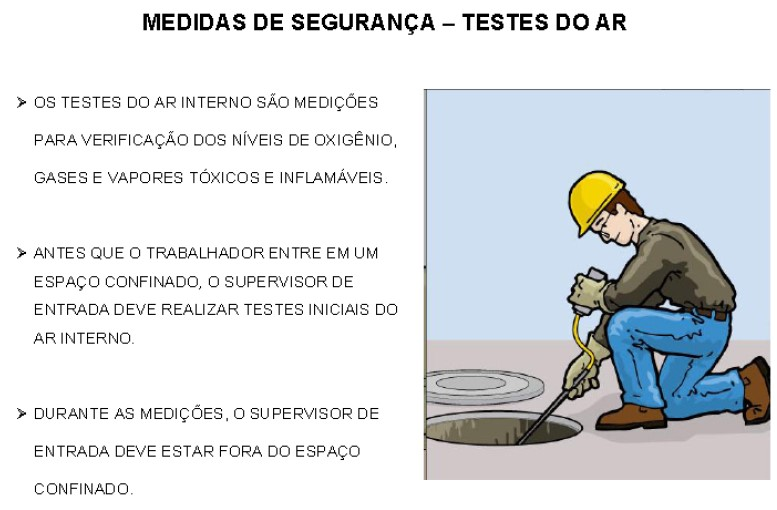 MEDIDAS DE SEGURANÇA – TESTES DO AR
➢ OS TESTES DO AR INTERNO SÃO MEDIÇÕES
PARA VERIFICAÇÃO DOS NÍVEIS DE OXIGÊNIO,
GASES E VAPORES TÓXICOS E INFLAMÁVEIS.
➢ ANTES QUE O TRABALHADOR ENTRE EM UM
ESPAÇO CONFINADO, O SUPERVISOR DE
ENTRADA DEVE REALIZAR TESTES INICIAIS DO
AR INTERNO.
➢ DURANTE AS MEDIÇÕES, O SUPERVISOR DE
ENTRADA DEVE ESTAR FORA DO ESPAÇO
CONFINADO.